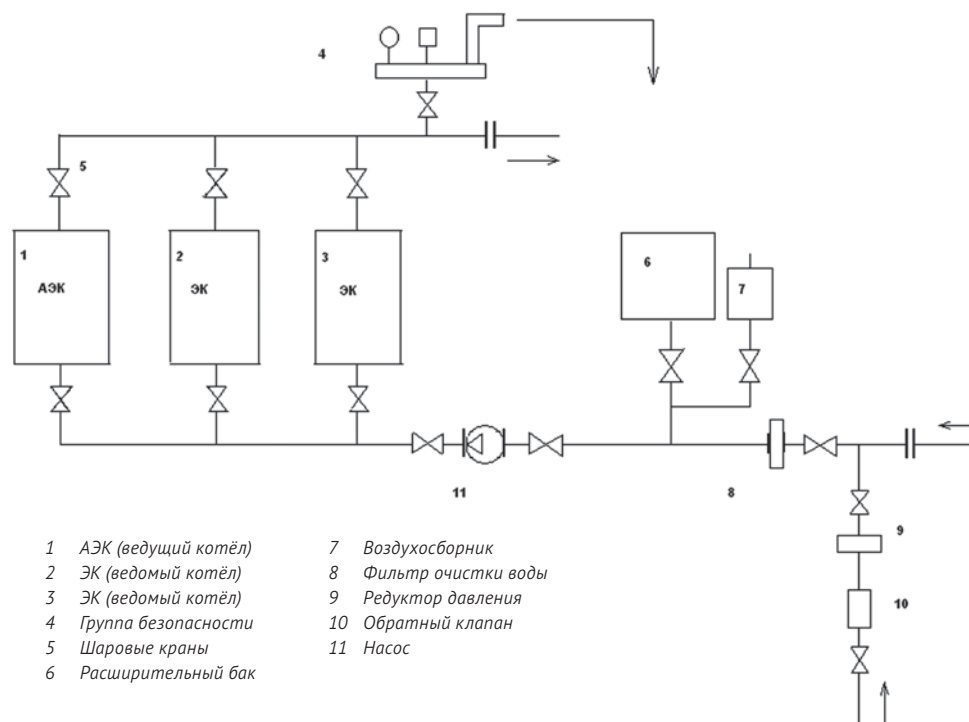 4
5
1
АЭК
2
ЭК
3
ЭК
6
7
11
8
9
10
1 АЭК (ведущий котёл)
2 ЭК (ведомый котёл)
3 ЭК (ведомый котёл)
4 Группа безопасности
5 Шаровые краны
6 Расширительный бак
7 Воздухосборник
8 Фильтр очистки воды
9 Редуктор давления
10 Обратный клапан
11 Насос